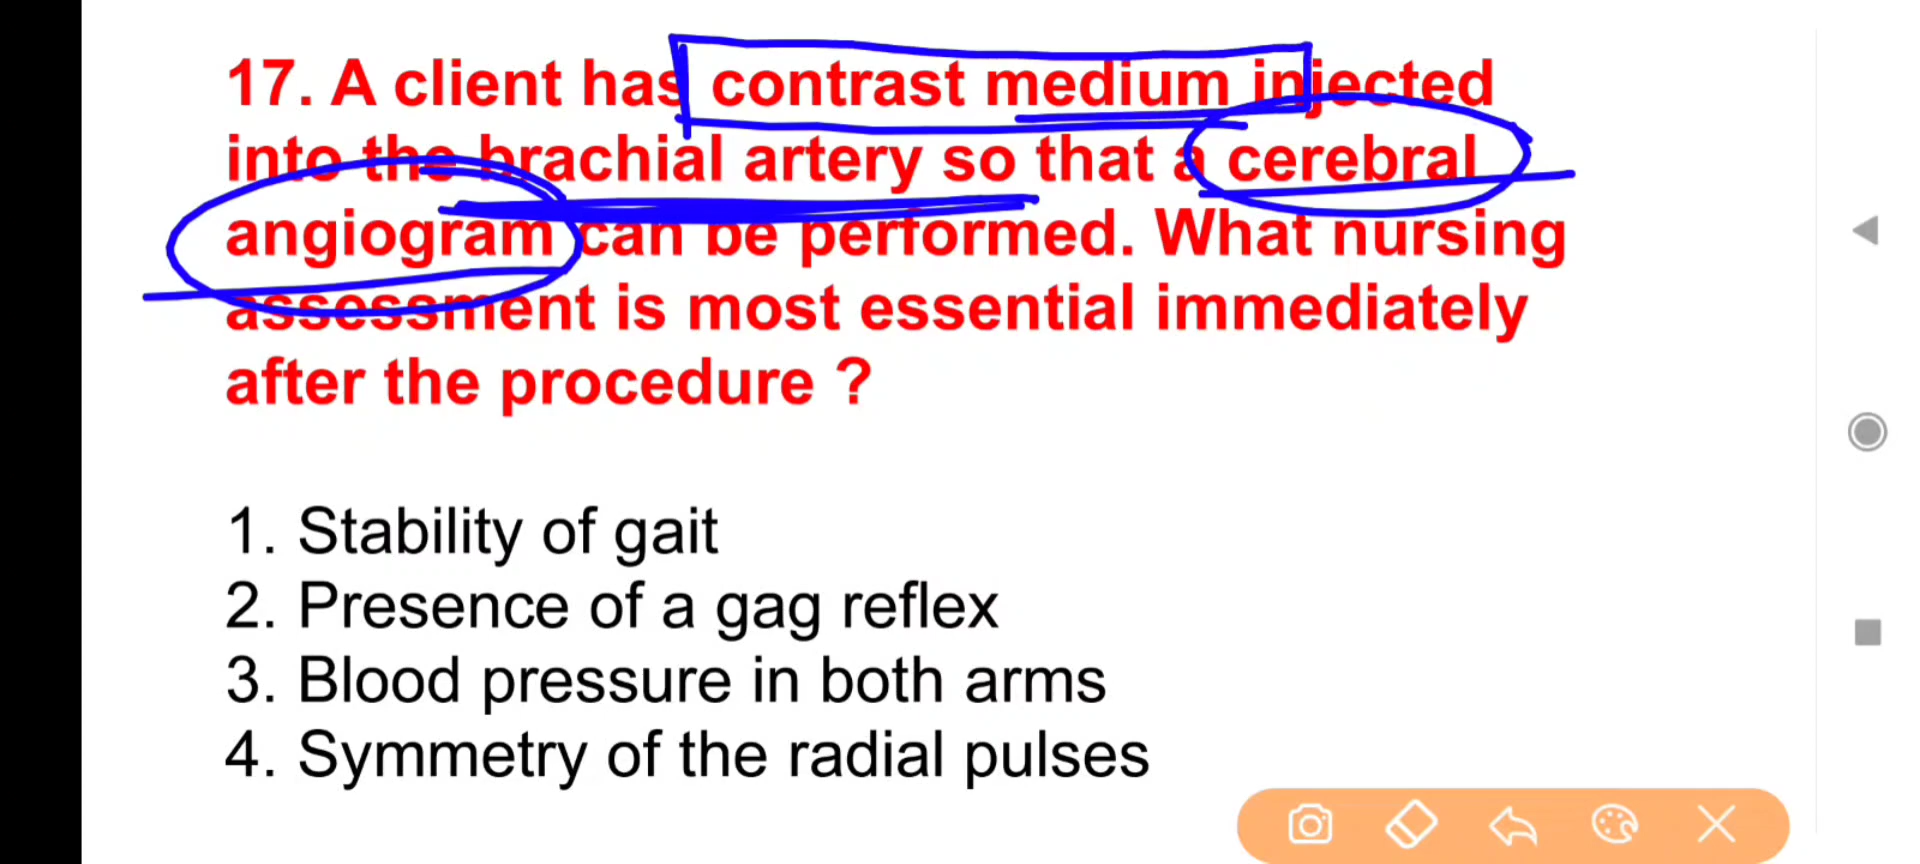 17. A client has contrast medium injected
into the brachial artery so that a cerebral
angiogram can be performed. What nursing
assessment is most essential immediately
after the procedure ?
1. Stability of gait
2. Presence of a gag reflex
3. Blood pressure in both arms
4. Symmetry of the radial pulses